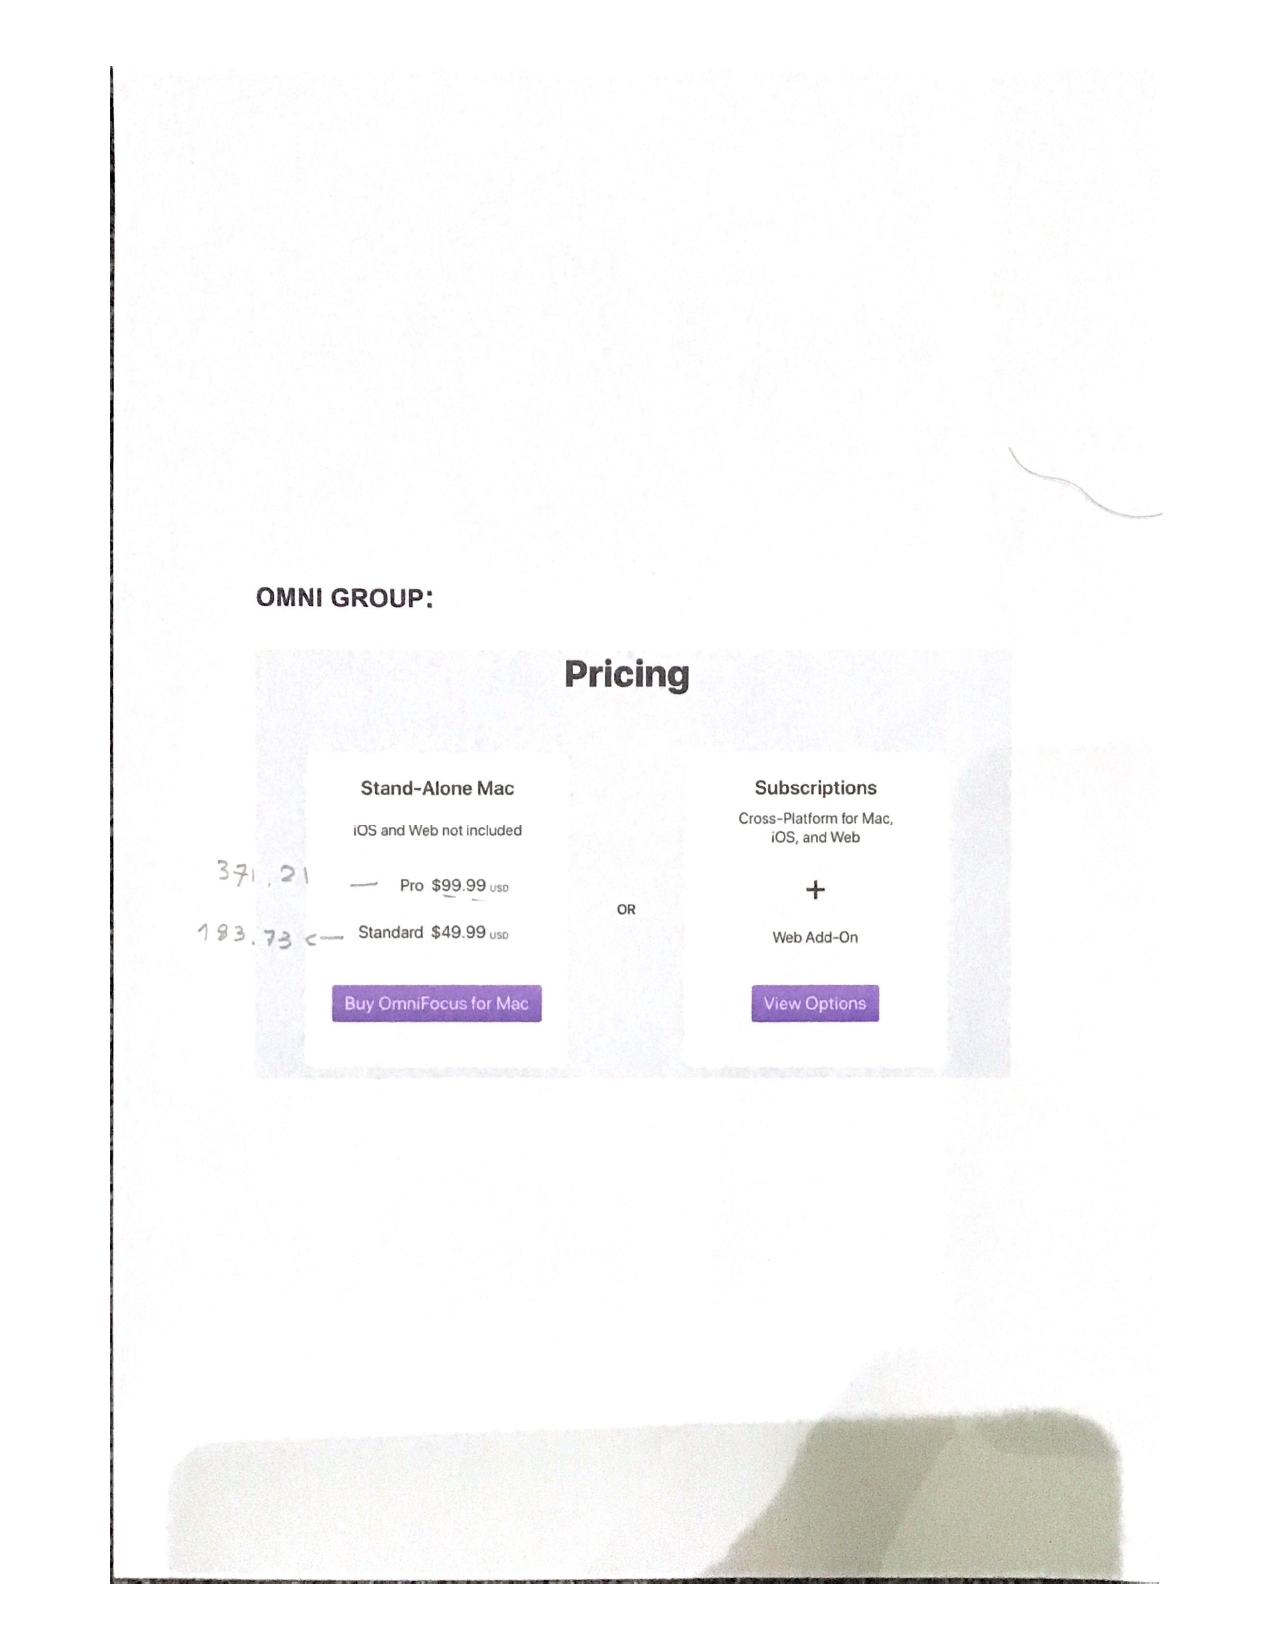 OMNI GROUP:
Pricing
Stand-Alone Mac
iOS and Web not included
371.21 — Pro $99.99 USD
183.73 <— Standard $49.99 USD
Buy OmniFocus for Mac
OR
Subscriptions
Cross-Platform for Mac,
iOS, and Web
+
Web Add-On
View Options